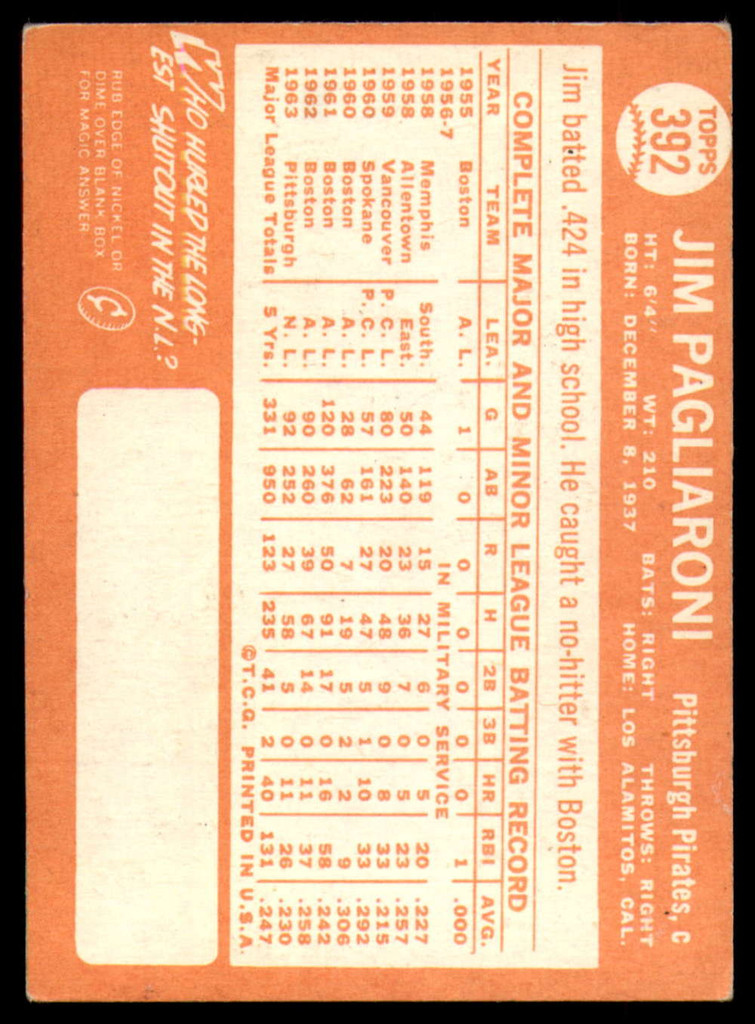 TOPPS
392
JIM PAGLIARONI Pittsburgh Pirates, c
HT: 6'4" WT: 210 BATS: RIGHT THROWS: RIGHT
BORN: DECEMBER 8, 1937 HOME: LOS ALAMITOS, CAL.
Jim batted .424 in high school. He caught a no-hitter with Boston.
COMPLETE MAJOR AND MINOR LEAGUE BATTING RECORD
YEAR TEAM LEA. G AB R H 2B 3B HR RBI AVG.
1955 Boston A. L. 1 0 0 0 0 0 0 1 .000
1956-7 IN MILITARY SERVICE
1958 Memphis South. 44 119 15 27 6 0 5 20 .227
1958 Allentown East. 50 140 23 36 7 0 5 23 .257
1959 Vancouver P. C. L. 80 223 20 48 9 0 8 33 .215
1960 Spokane P. C. L. 57 161 27 47 5 1 10 33 .292
1960 Boston A. L. 28 62 7 19 5 2 2 9 .306
1961 Boston A. L. 120 376 50 91 17 0 16 58 .242
1962 Boston A. L. 90 260 39 67 14 0 11 37 .258
1963 Pittsburgh N. L. 92 252 27 58 5 0 11 26 .230
Major League Totals 5 Yrs. 331 950 123 235 41 2 40 131 .247
©T.C.G. PRINTED IN U.S.A.
WHO HURLED THE LONG-
EST SHUTOUT IN THE N.L.?
RUB EDGE OF NICKEL OR
DIME OVER BLANK BOX
FOR MAGIC ANSWER